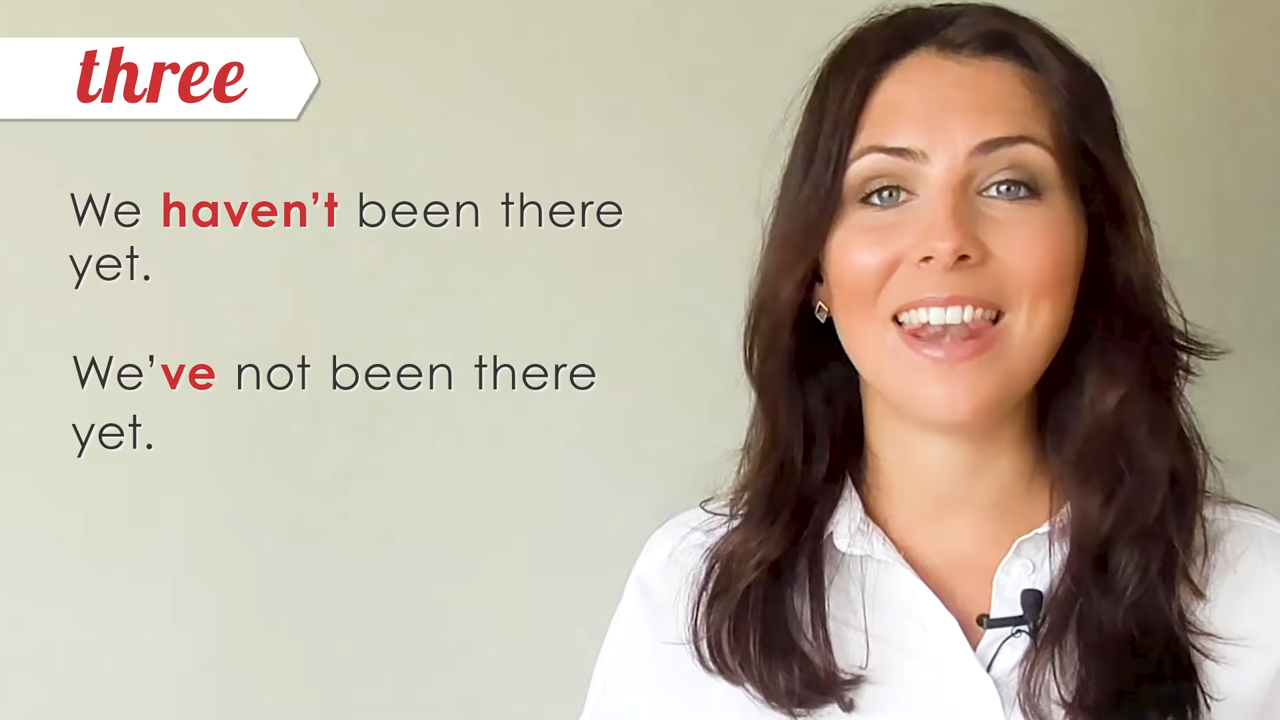 three
We haven’t been there
yet.
We’ve not been there
yet.